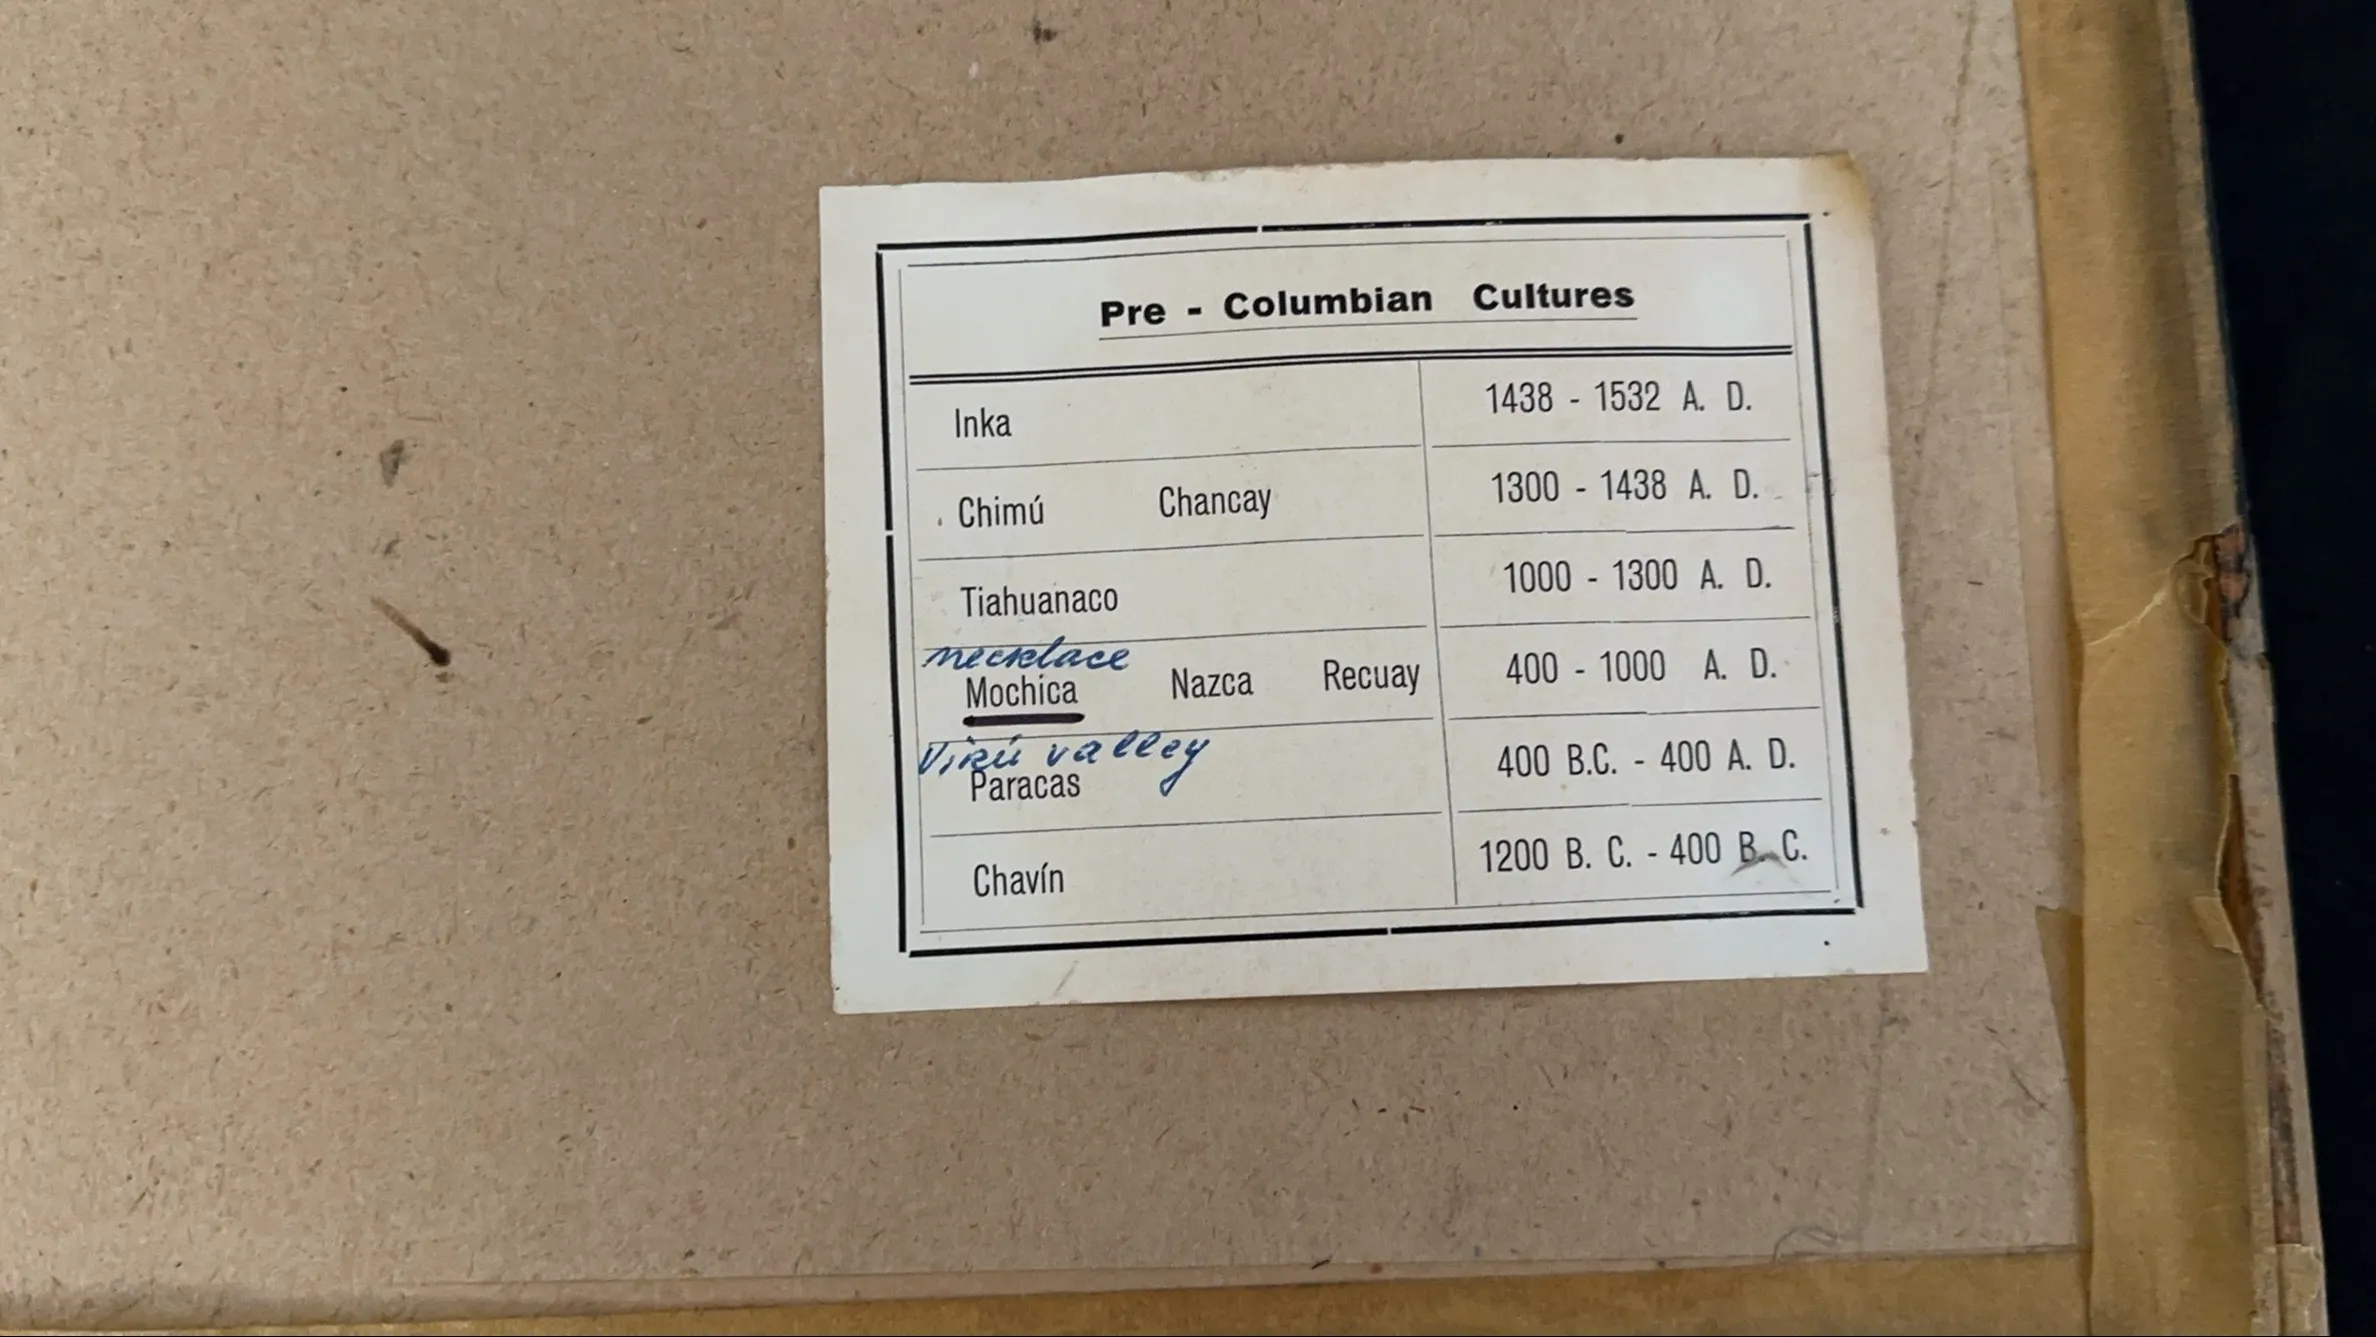 Pre - Columbian Cultures
Inka 1438 - 1532 A. D.
Chimú Chancay 1300 - 1438 A. D.
Tiahuanaco 1000 - 1300 A. D.
necklace
Mochica Nazca Recuay 400 - 1000 A. D.
Virú valley
Paracas 400 B.C. - 400 A. D.
Chavín 1200 B. C. - 400 B. C.